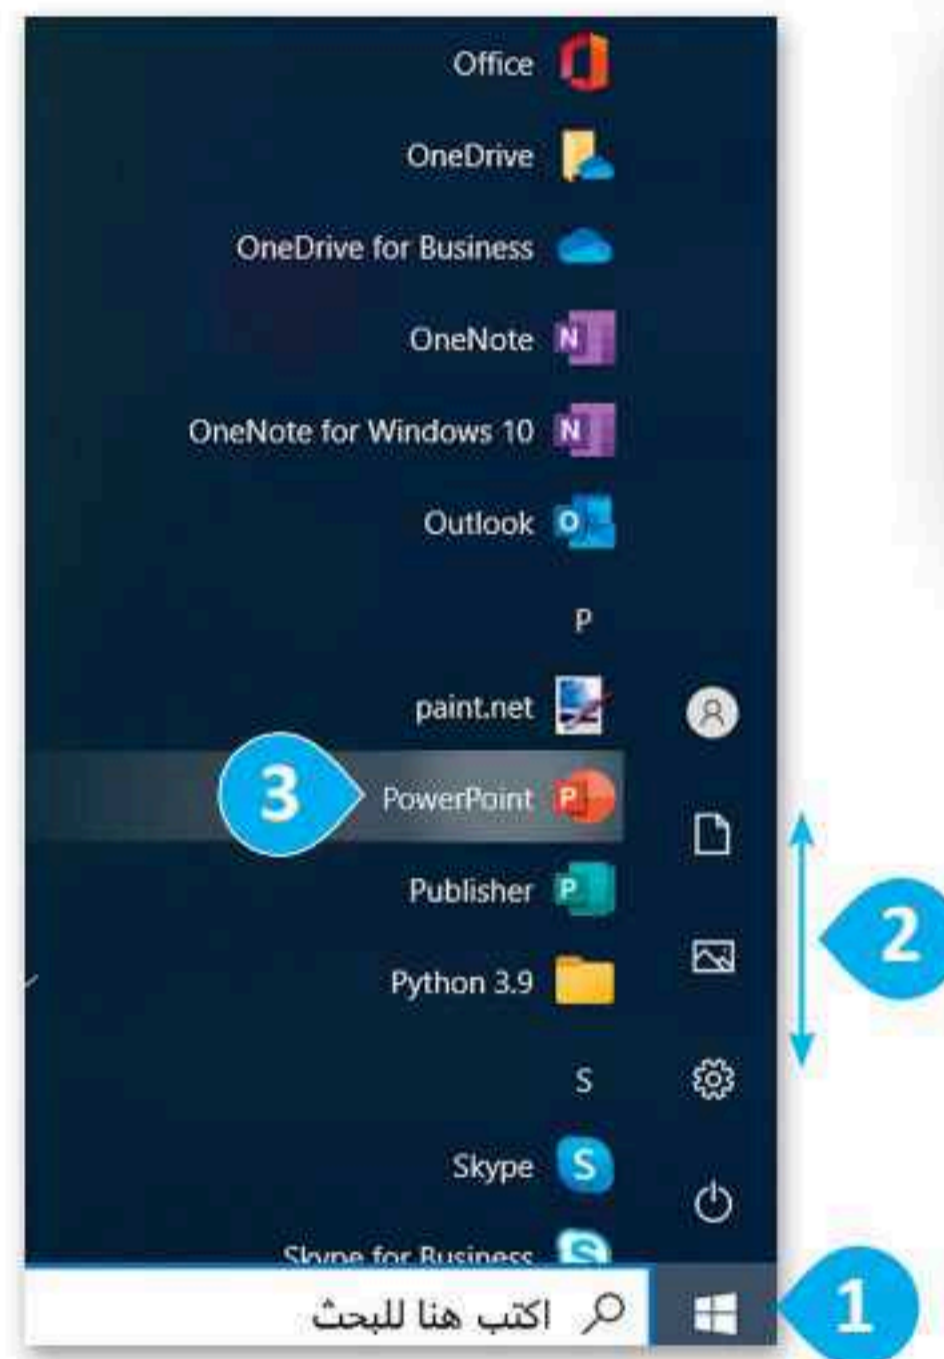 Office
OneDrive
OneDrive for Business
OneNote
OneNote for Windows 10
Outlook
P
paint.net
3
PowerPoint
Publisher
2
Python 3.9
S
Skype
Skype for Business
اكتب هنا للبحث
1